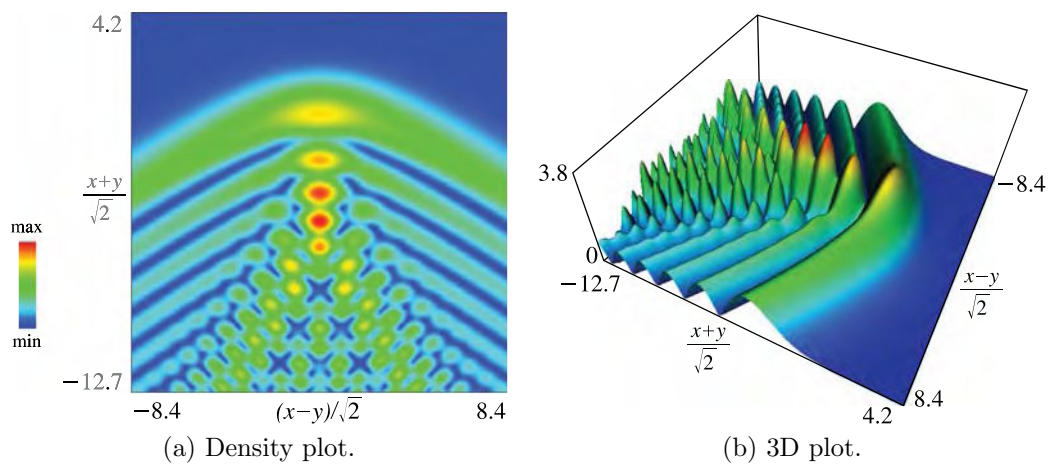 4.2
x+y
√2
max
min
−12.7
−8.4
(x−y)/√2
8.4
(a) Density plot.
3.8
0
−12.7
x+y
√2
4.2
8.4
x−y
√2
−8.4
(b) 3D plot.